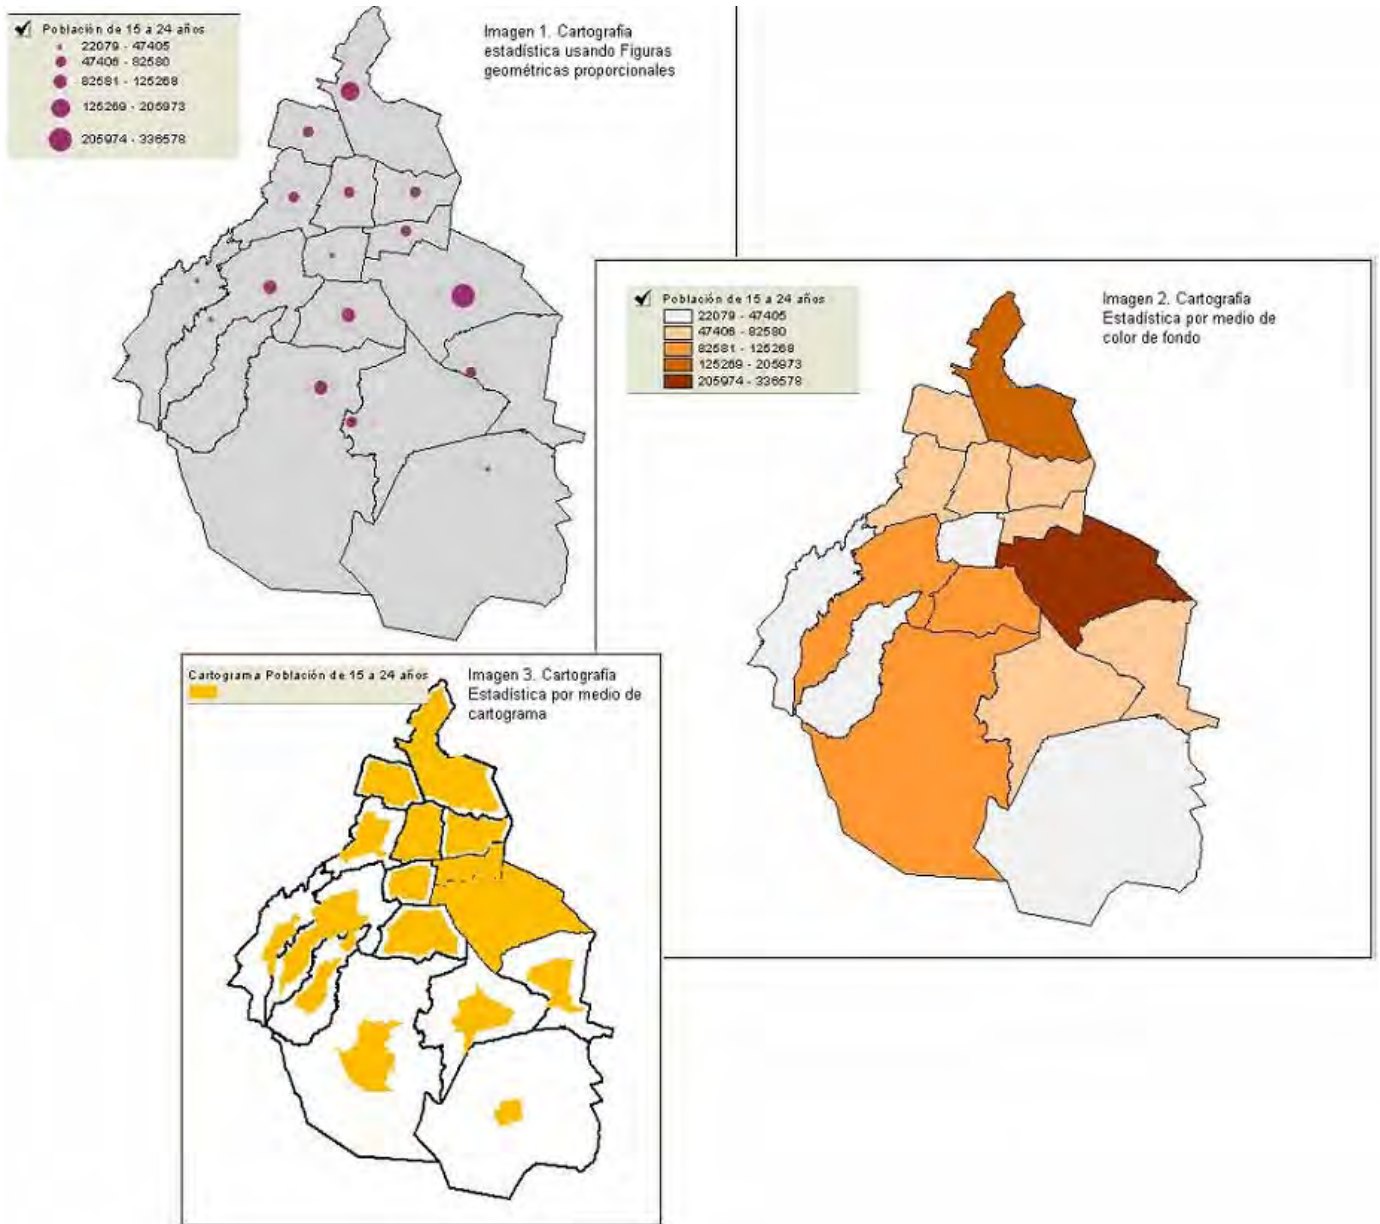 Población de 15 a 24 años
22079 - 47405
47406 - 82580
82581 - 125268
125269 - 205973
205974 - 336578
Imagen 1. Cartografía
estadística usando Figuras
geométricas proporcionales
Población de 15 a 24 años
22079 - 47405
47406 - 82580
82581 - 125268
125269 - 205973
205974 - 336578
Imagen 2. Cartografía
Estadística por medio de
color de fondo
Cartograma Población de 15 a 24 años
Imagen 3. Cartografía
Estadística por medio de
cartograma